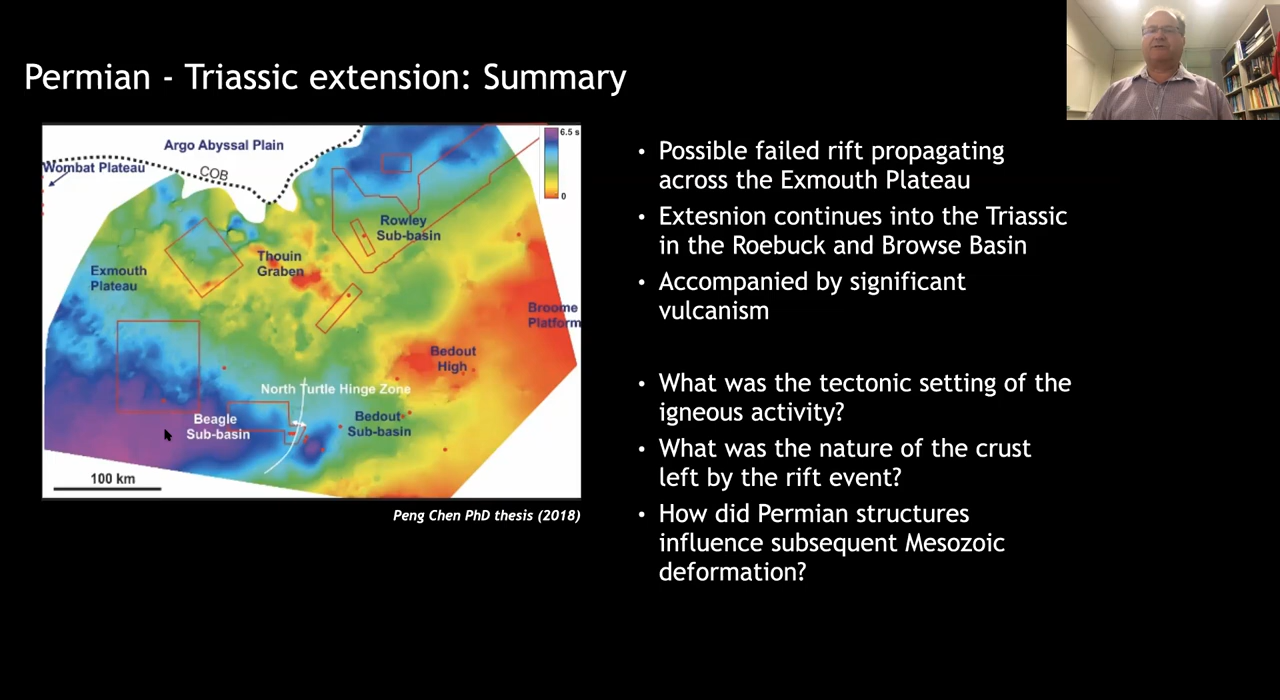 Permian - Triassic extension: Summary
6.5 s
0
Argo Abyssal Plain
Wombat Plateau
COB
Rowley
Sub-basin
Thouin
Graben
Exmouth
Plateau
Broome
Platform
Bedout
High
North Turtle Hinge Zone
Beagle
Sub-basin
Bedout
Sub-basin
100 km
Peng Chen PhD thesis (2018)
• Possible failed rift propagating
across the Exmouth Plateau
• Extesnion continues into the Triassic
in the Roebuck and Browse Basin
• Accompanied by significant
vulcanism
• What was the tectonic setting of the
igneous activity?
• What was the nature of the crust
left by the rift event?
• How did Permian structures
influence subsequent Mesozoic
deformation?